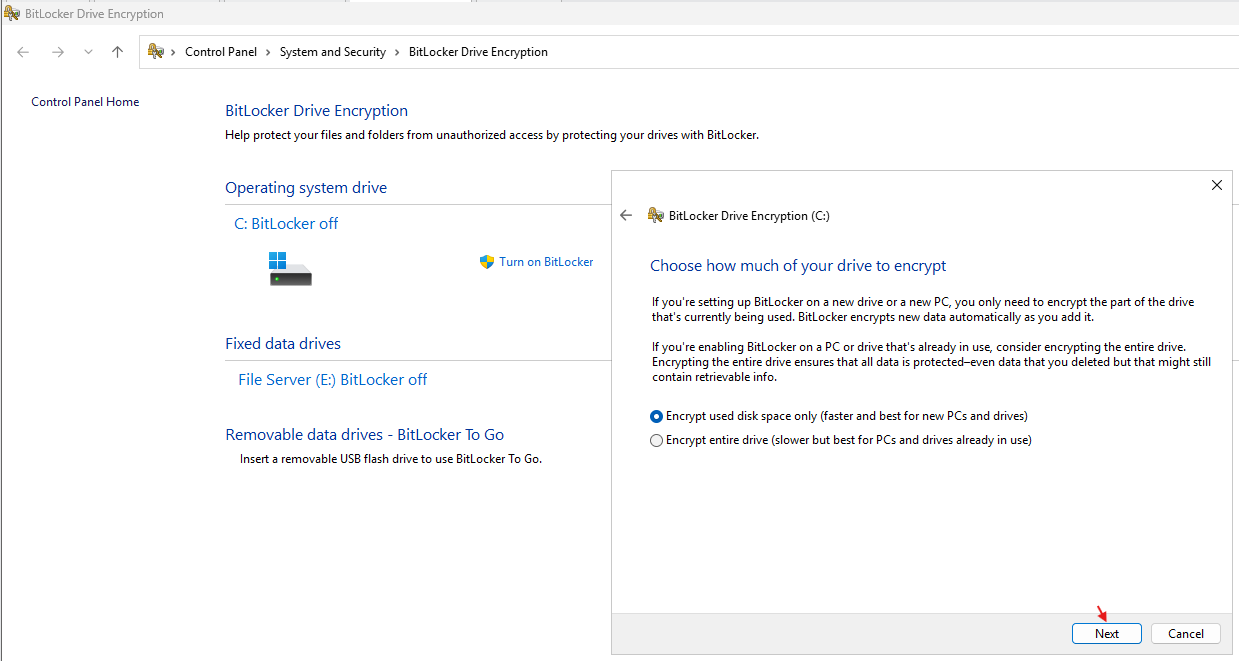 BitLocker Drive Encryption
Control Panel > System and Security > BitLocker Drive Encryption
Control Panel Home
BitLocker Drive Encryption
Help protect your files and folders from unauthorized access by protecting your drives with BitLocker.
Operating system drive
C: BitLocker off
Turn on BitLocker
Fixed data drives
File Server (E:) BitLocker off
Removable data drives - BitLocker To Go
Insert a removable USB flash drive to use BitLocker To Go.
BitLocker Drive Encryption (C:)
Choose how much of your drive to encrypt
If you're setting up BitLocker on a new drive or a new PC, you only need to encrypt the part of the drive
that's currently being used. BitLocker encrypts new data automatically as you add it.
If you're enabling BitLocker on a PC or drive that's already in use, consider encrypting the entire drive.
Encrypting the entire drive ensures that all data is protected–even data that you deleted but that might still
contain retrievable info.
Encrypt used disk space only (faster and best for new PCs and drives)
Encrypt entire drive (slower but best for PCs and drives already in use)
Next
Cancel